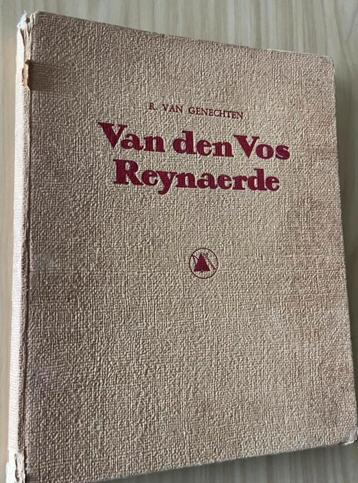 R. VAN GENECHTEN
Van den Vos
Reynaerde